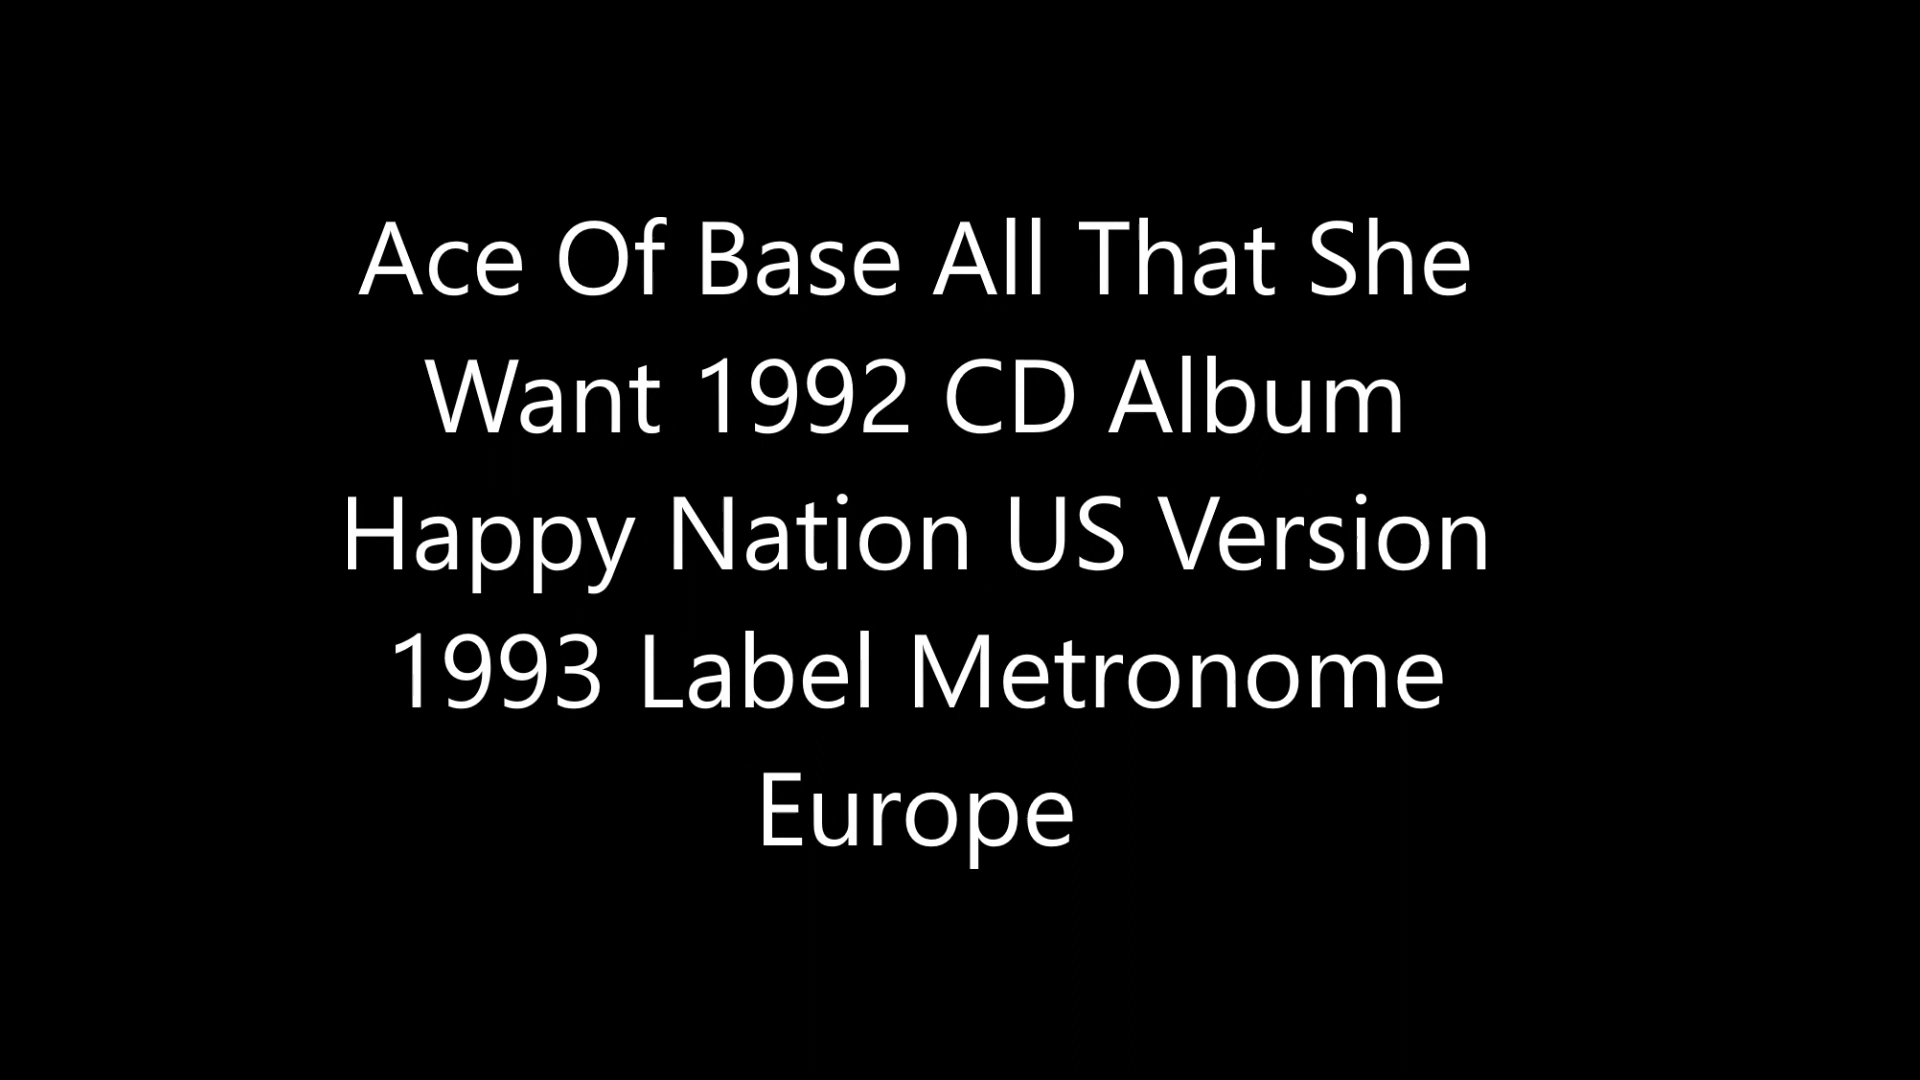 Ace Of Base All That She
Want 1992 CD Album
Happy Nation US Version
1993 Label Metronome
Europe